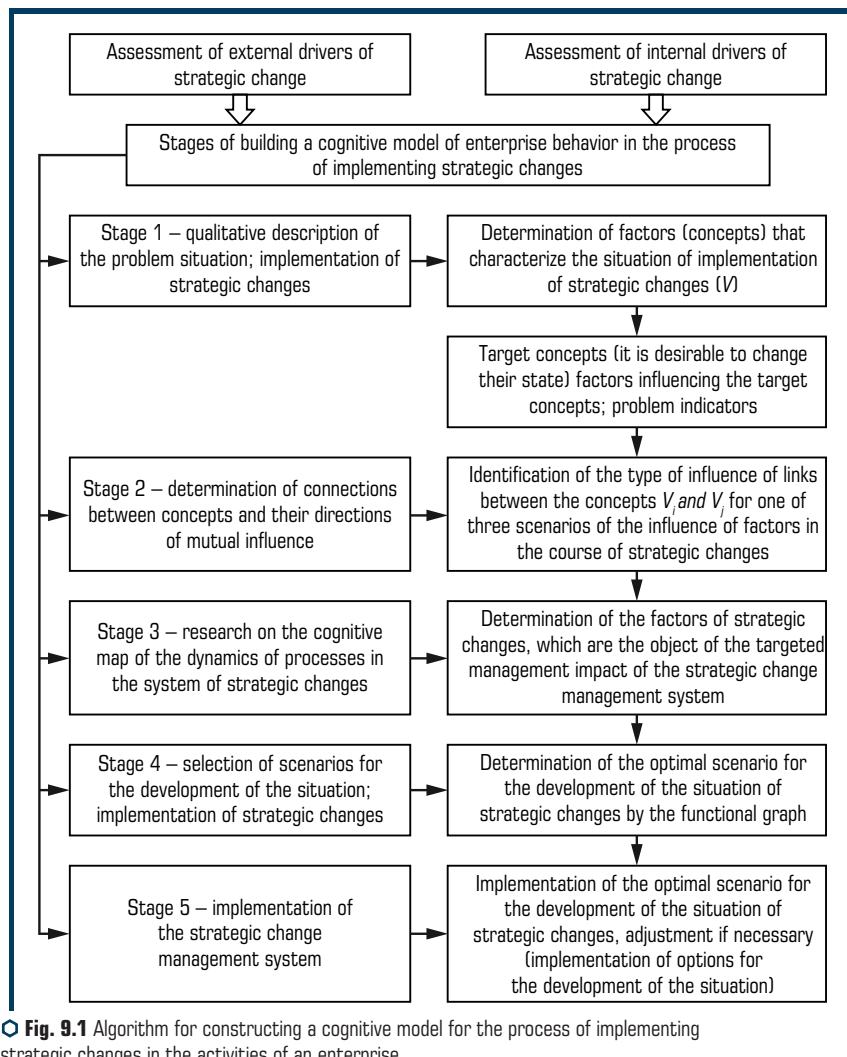 Assessment of external drivers of
strategic change
Assessment of internal drivers of
strategic change
Stages of building a cognitive model of enterprise behavior in the process
of implementing strategic changes
Stage 1 – qualitative description of
the problem situation; implementation of
strategic changes
Determination of factors (concepts) that
characterize the situation of implementation
of strategic changes (V)
Target concepts (it is desirable to change
their state) factors influencing the target
concepts; problem indicators
Stage 2 – determination of connections
between concepts and their directions
of mutual influence
Identification of the type of influence of links
between the concepts Vi and Vj for one of
three scenarios of the influence of factors in
the course of strategic changes
Stage 3 – research on the cognitive
map of the dynamics of processes in
the system of strategic changes
Determination of the factors of strategic
changes, which are the object of the targeted
management impact of the strategic change
management system
Stage 4 – selection of scenarios for
the development of the situation;
implementation of strategic changes
Determination of the optimal scenario for
the development of the situation of
strategic changes by the functional graph
Stage 5 – implementation of
the strategic change
management system
Implementation of the optimal scenario for
the development of the situation of
strategic changes, adjustment if necessary
(implementation of options for
the development of the situation)
Fig. 9.1 Algorithm for constructing a cognitive model for the process of implementing
strategic changes in the activities of an enterprise